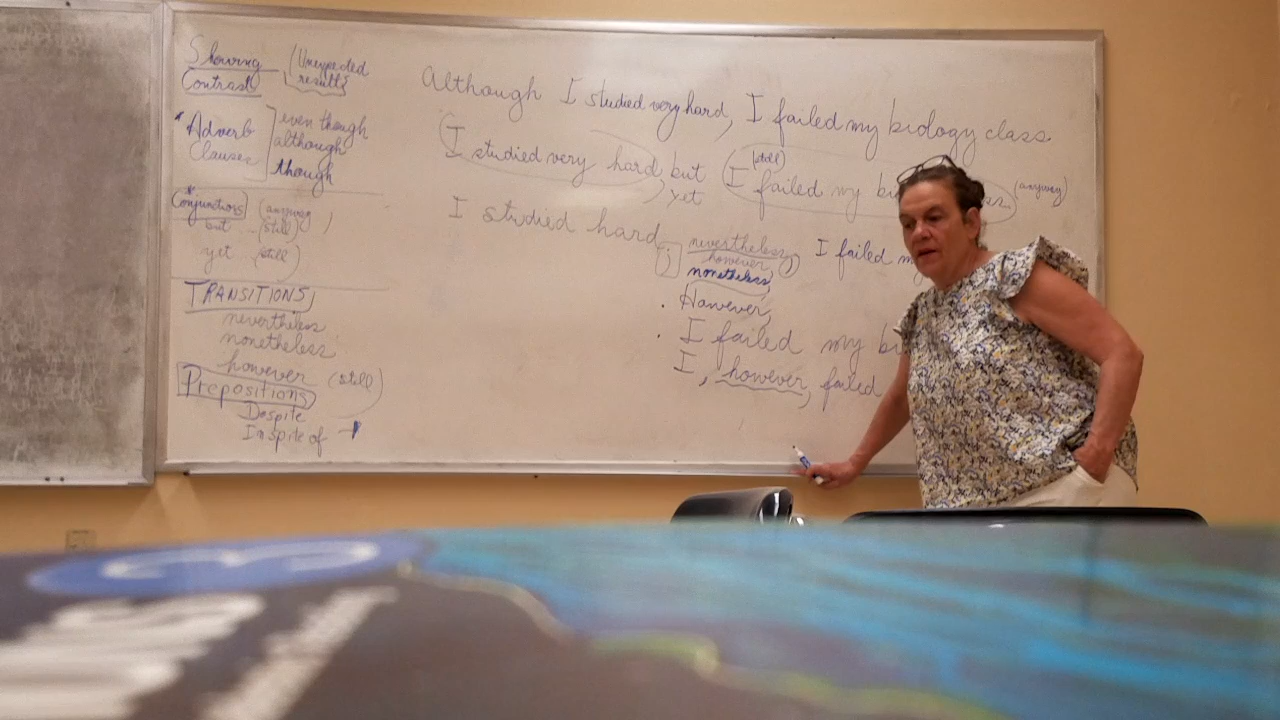 Showing
Contrast
(Unexpected
results)
* Adverb
Clauses
even though
although
though
*
Conjunctions
(anyway)
but (still)
yet (still)
,
TRANSITIONS
nevertheless
nonetheless
however (still)
Prepositions
Despite
In spite of
Although I studied very hard, I failed my biology class.
I studied very hard, but (still) I failed my (anyway)
yet
I studied hard
; nevertheless, I failed
however
nonetheless,
. However,
. I failed my
I, however, failed
3